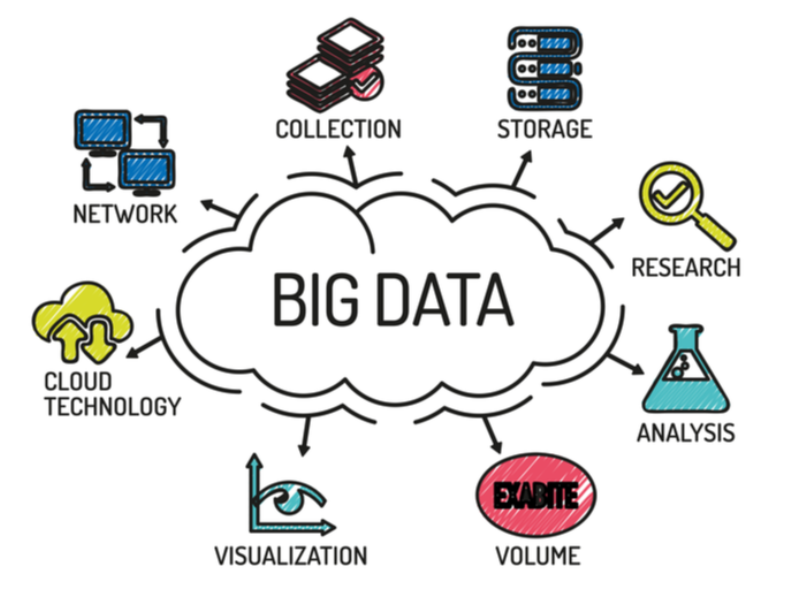 COLLECTION
STORAGE
NETWORK
RESEARCH
BIG DATA
CLOUD
TECHNOLOGY
ANALYSIS
EXABITE
VISUALIZATION
VOLUME